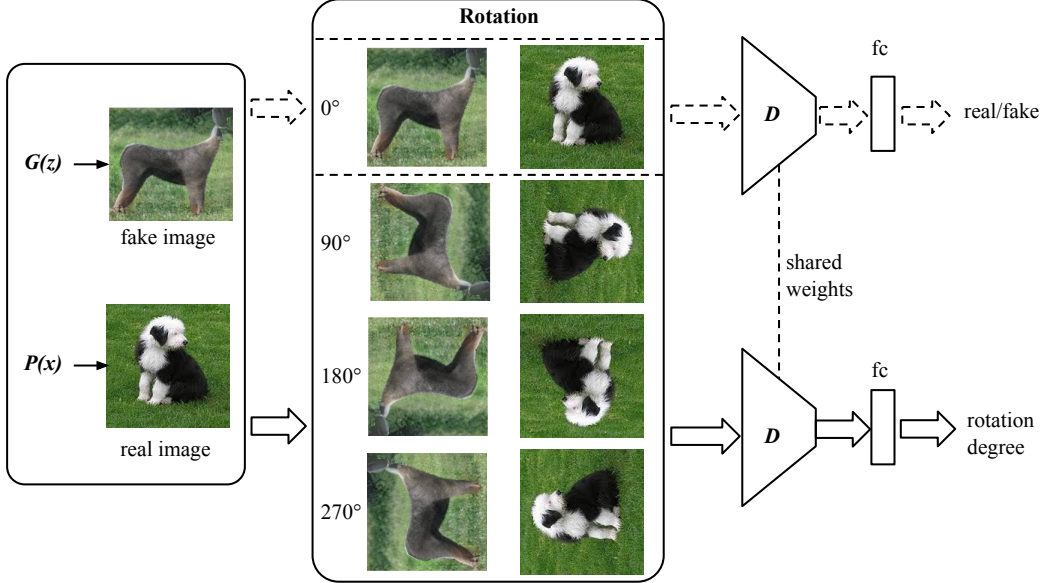 Rotation
G(z)
fake image
P(x)
real image
0°
90°
180°
270°
D
fc
real/fake
shared
weights
D
fc
rotation
degree